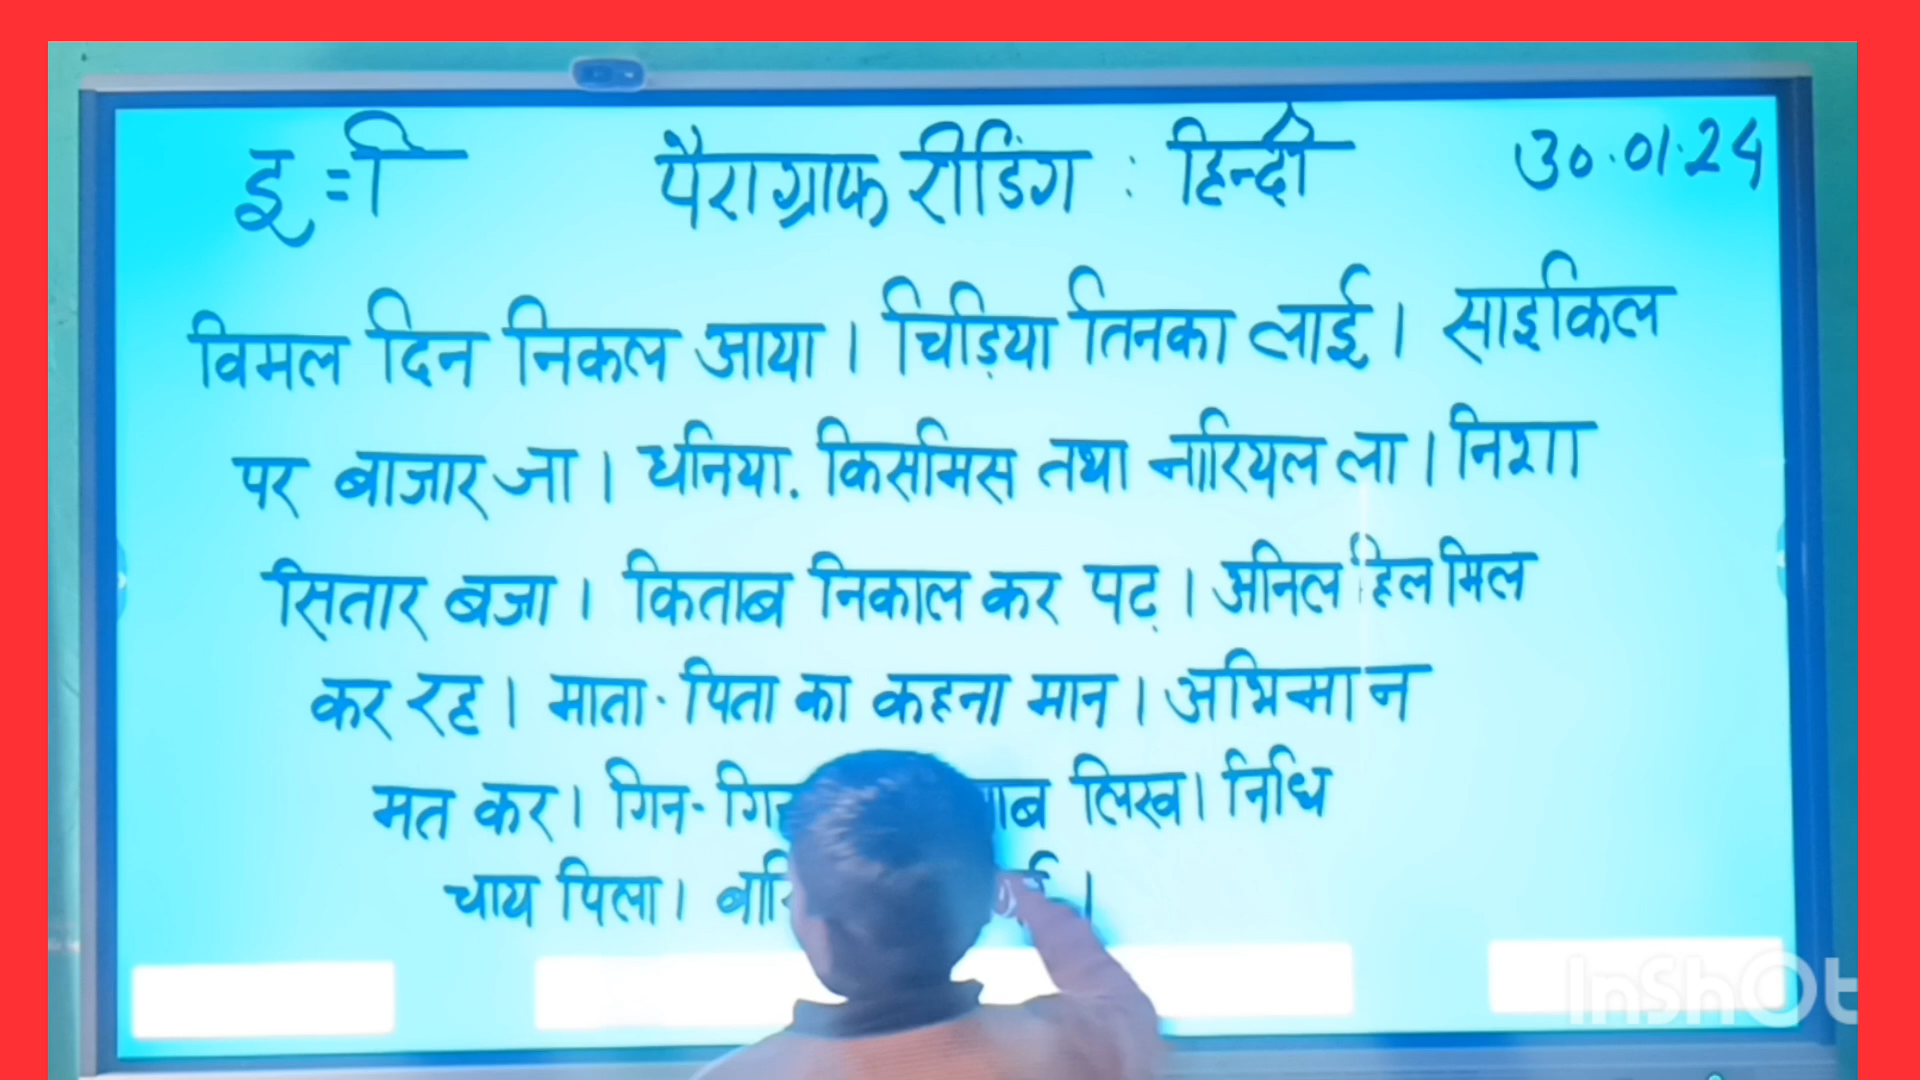 इ = ि पैराग्राफ रीडिंग : हिन्दी 30.01.24
विमल दिन निकल आया । चिड़िया तिनका लाई । साइकिल
पर बाजार जा । धनिया. किसमिस तथा नारियल ला । निशा
सितार बजा । किताब निकाल कर पढ़ । अनिल हिल मिल
कर रह । माता - पिता का कहना मान । अभिमान
मत कर । गिन - लिख । निधि
चाय पिला । ।
InShOt